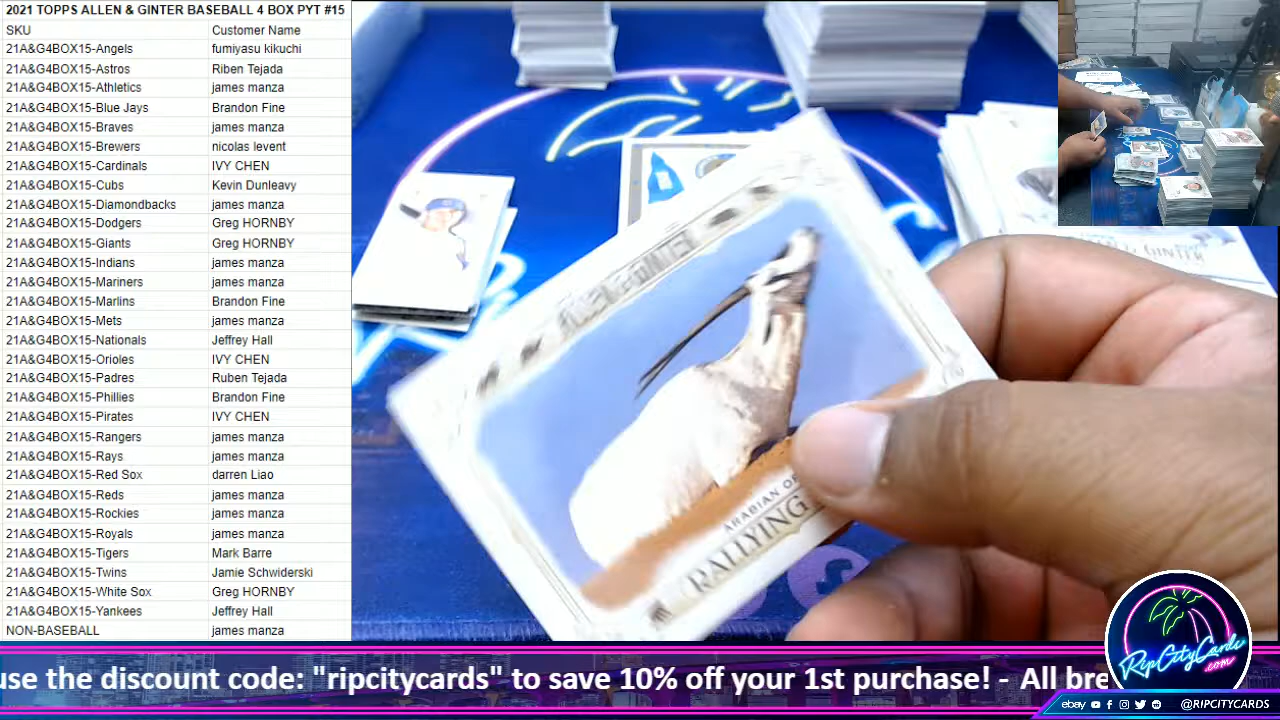 2021 TOPPS ALLEN & GINTER BASEBALL 4 BOX PYT #15
SKU Customer Name
21A&G4BOX15-Angels fumiyasu kikuchi
21A&G4BOX15-Astros Riben Tejada
21A&G4BOX15-Athletics james manza
21A&G4BOX15-Blue Jays Brandon Fine
21A&G4BOX15-Braves james manza
21A&G4BOX15-Brewers nicolas levent
21A&G4BOX15-Cardinals IVY CHEN
21A&G4BOX15-Cubs Kevin Dunleavy
21A&G4BOX15-Diamondbacks james manza
21A&G4BOX15-Dodgers Greg HORNBY
21A&G4BOX15-Giants Greg HORNBY
21A&G4BOX15-Indians james manza
21A&G4BOX15-Mariners james manza
21A&G4BOX15-Marlins Brandon Fine
21A&G4BOX15-Mets james manza
21A&G4BOX15-Nationals Jeffrey Hall
21A&G4BOX15-Orioles IVY CHEN
21A&G4BOX15-Padres Ruben Tejada
21A&G4BOX15-Phillies Brandon Fine
21A&G4BOX15-Pirates IVY CHEN
21A&G4BOX15-Rangers james manza
21A&G4BOX15-Rays james manza
21A&G4BOX15-Red Sox darren Liao
21A&G4BOX15-Reds james manza
21A&G4BOX15-Rockies james manza
21A&G4BOX15-Royals james manza
21A&G4BOX15-Tigers Mark Barre
21A&G4BOX15-Twins Jamie Schwiderski
21A&G4BOX15-White Sox Greg HORNBY
21A&G4BOX15-Yankees Jeffrey Hall
NON-BASEBALL james manza
ALLEN & GINTER
ARABIAN OR
RALLYING
& GINTER
use the discount code: "ripcitycards" to save 10% off your 1st purchase! - All bre
RipCityCards
.com
ebay @RIPCITYCARDS